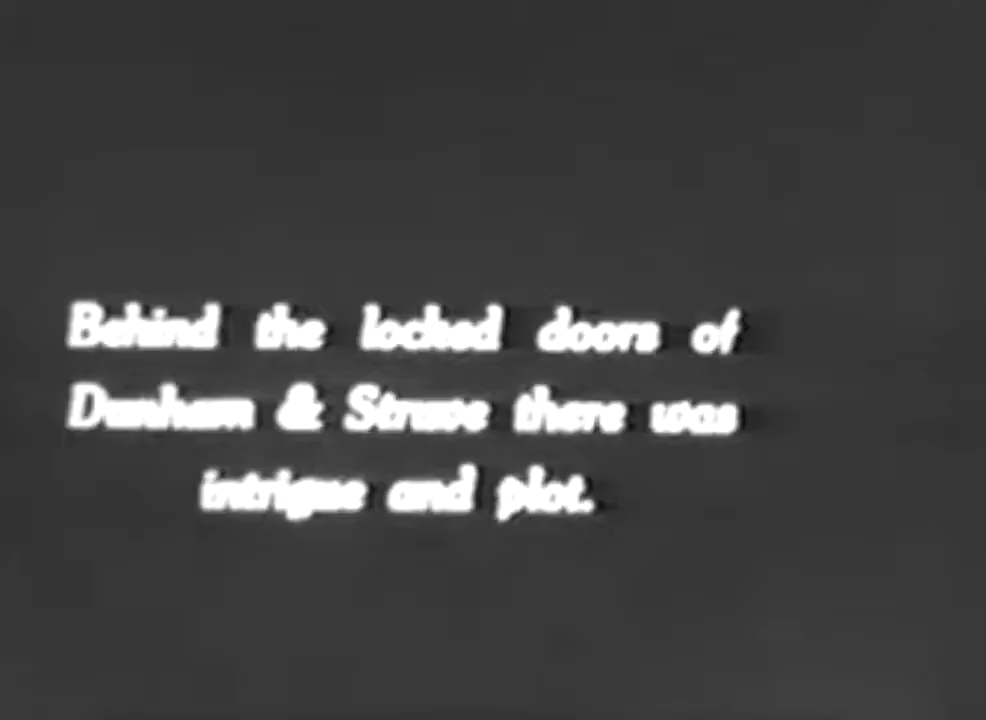 Behind the locked doors of
Dunham & Struve there was
intrigue and plot.